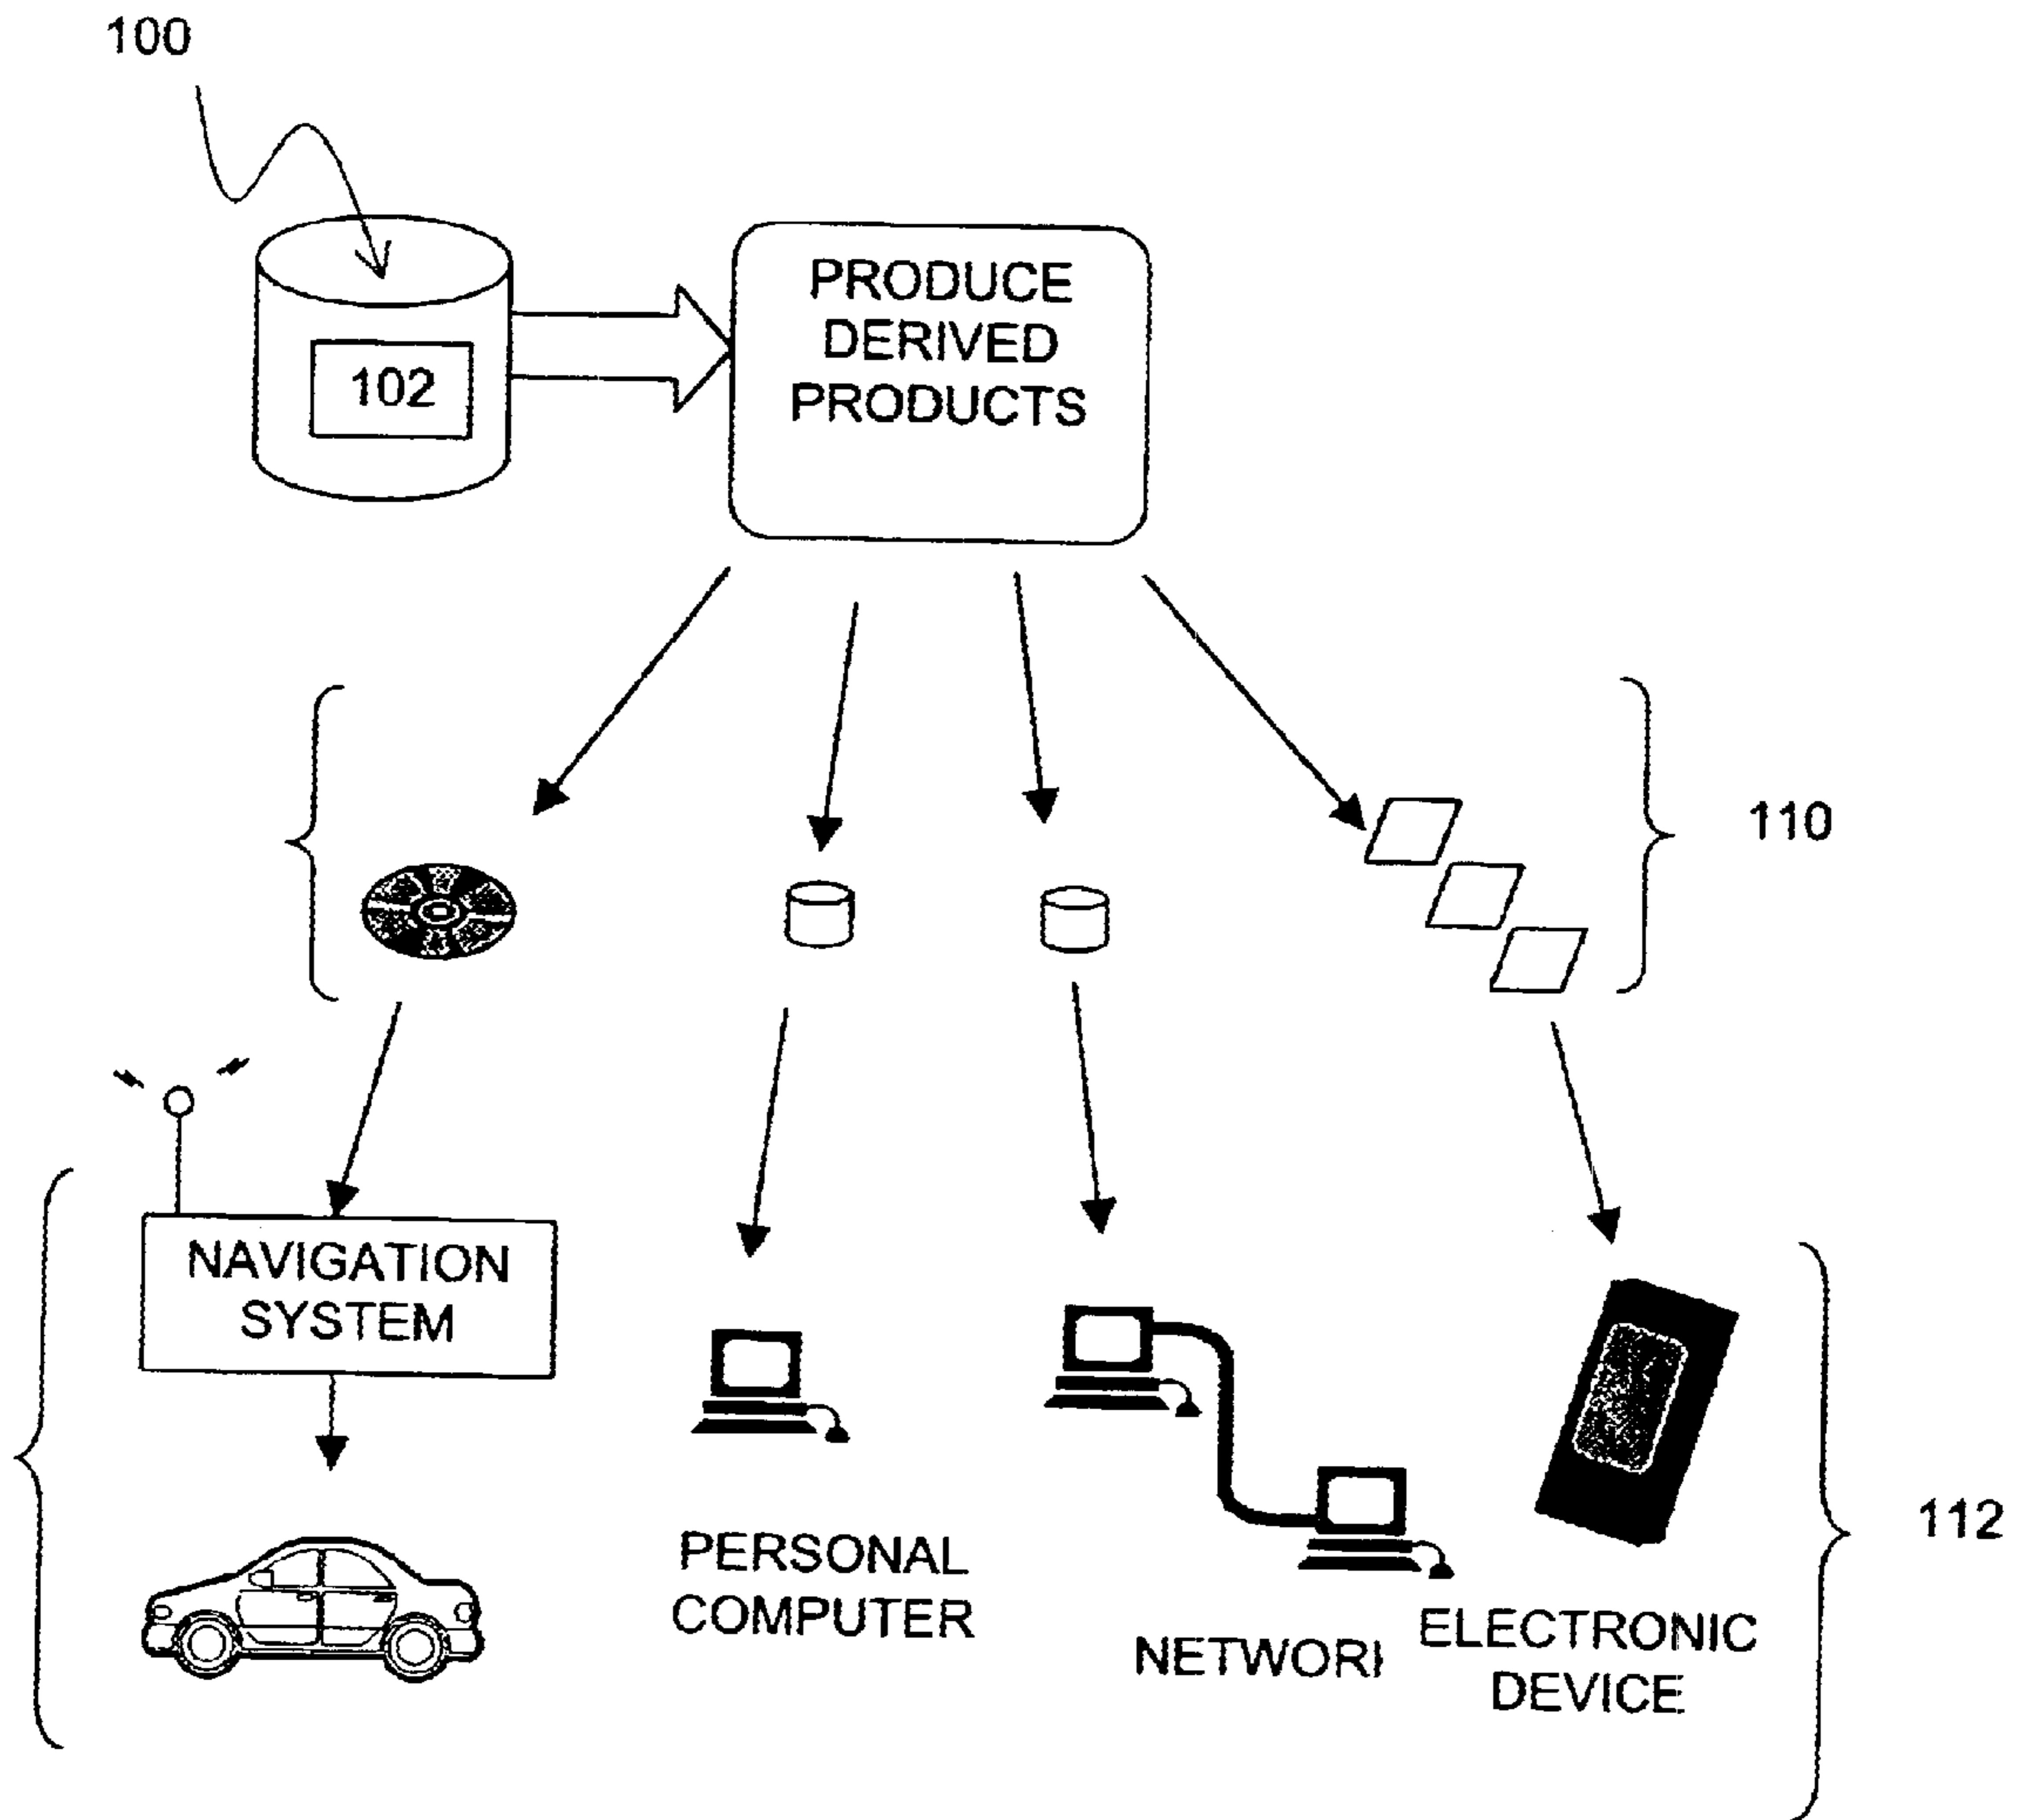 100
PRODUCE
DERIVED
PRODUCTS
102
110
NAVIGATION
SYSTEM
112
PERSONAL
COMPUTER
NETWORI
ELECTRONIC
DEVICE